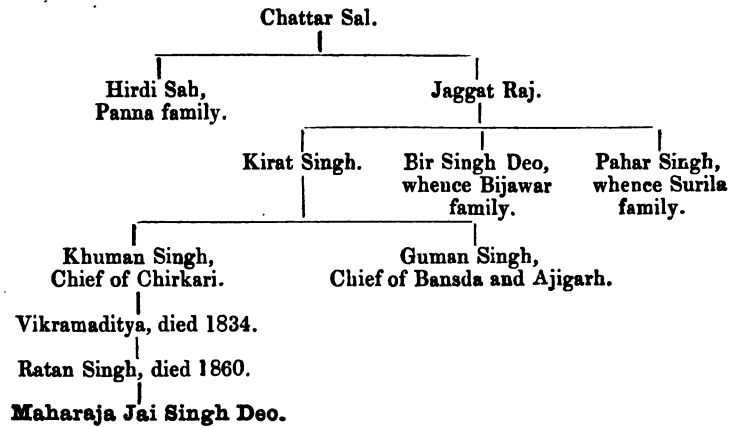 Chattar Sal.
Hirdi Sah,
Panna family.
Jaggat Raj.
Kirat Singh.
Bir Singh Deo,
whence Bijawar
family.
Pahar Singh,
whence Surila
family.
Khuman Singh,
Chief of Chirkari.
Guman Singh,
Chief of Bansda and Ajigarh.
Vikramaditya, died 1834.
Ratan Singh, died 1860.
Maharaja Jai Singh Deo.